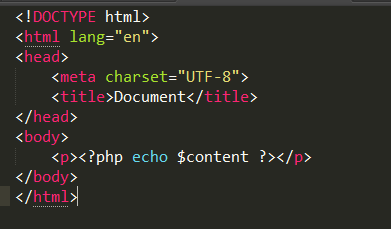 <!DOCTYPE html>
<html lang="en">
<head>
    <meta charset="UTF-8">
    <title>Document</title>
</head>
<body>
    <p><?php echo $content ?></p>
</body>
</html>